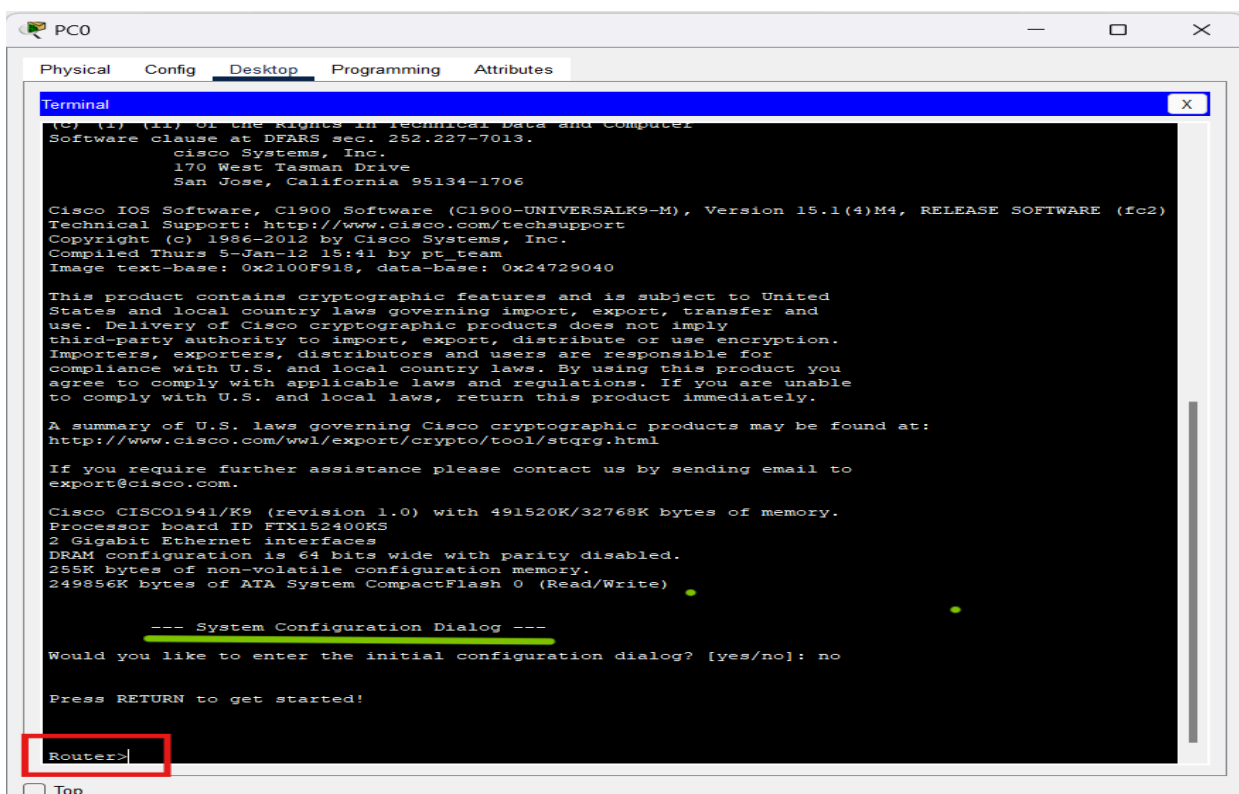 PC0
Physical Config Desktop Programming Attributes
Terminal
X
(c) (1) (ii) of the Rights in Technical Data and Computer
Software clause at DFARS sec. 252.227-7013.
cisco Systems, Inc.
170 West Tasman Drive
San Jose, California 95134-1706
Cisco IOS Software, C1900 Software (C1900-UNIVERSALK9-M), Version 15.1(4)M4, RELEASE SOFTWARE (fc2)
Technical Support: http://www.cisco.com/techsupport
Copyright (c) 1986-2012 by Cisco Systems, Inc.
Compiled Thurs 5-Jan-12 15:41 by pt_team
Image text-base: 0x2100F918, data-base: 0x24729040
This product contains cryptographic features and is subject to United
States and local country laws governing import, export, transfer and
use. Delivery of Cisco cryptographic products does not imply
third-party authority to import, export, distribute or use encryption.
Importers, exporters, distributors and users are responsible for
compliance with U.S. and local country laws. By using this product you
agree to comply with applicable laws and regulations. If you are unable
to comply with U.S. and local laws, return this product immediately.
A summary of U.S. laws governing Cisco cryptographic products may be found at:
http://www.cisco.com/wwl/export/crypto/tool/stqrg.html
If you require further assistance please contact us by sending email to
export@cisco.com.
Cisco CISCO1941/K9 (revision 1.0) with 491520K/32768K bytes of memory.
Processor board ID FTX152400KS
2 Gigabit Ethernet interfaces
DRAM configuration is 64 bits wide with parity disabled.
255K bytes of non-volatile configuration memory.
249856K bytes of ATA System CompactFlash 0 (Read/Write)
--- System Configuration Dialog ---
Would you like to enter the initial configuration dialog? [yes/no]: no
Press RETURN to get started!
Router>
Top